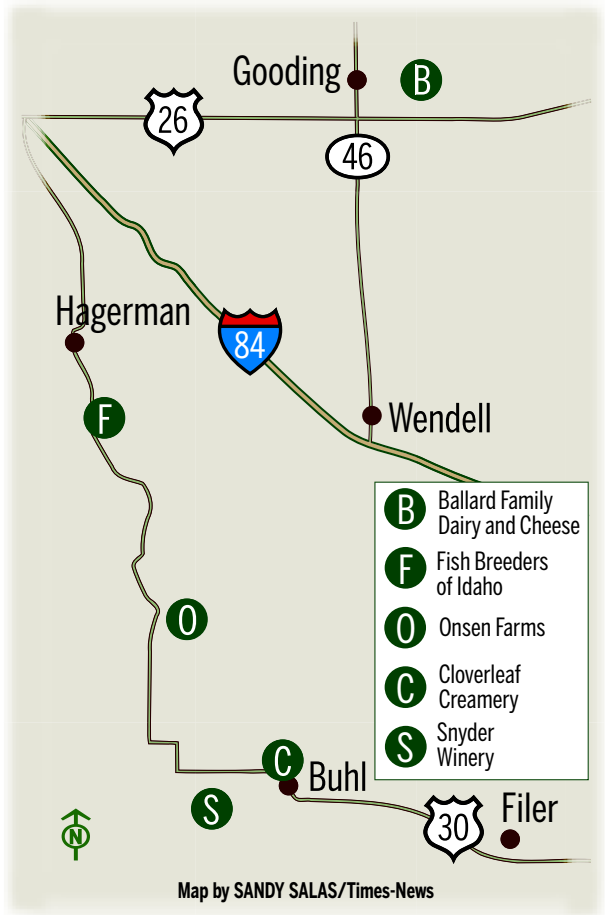 Gooding
B
26
46
Hagerman
84
F
Wendell
B
Ballard Family
Dairy and Cheese
F
Fish Breeders
of Idaho
O
Onsen Farms
C
Cloverleaf
Creamery
S
Snyder
Winery
O
C
Buhl
S
30
Filer
N
Map by SANDY SALAS/Times-News